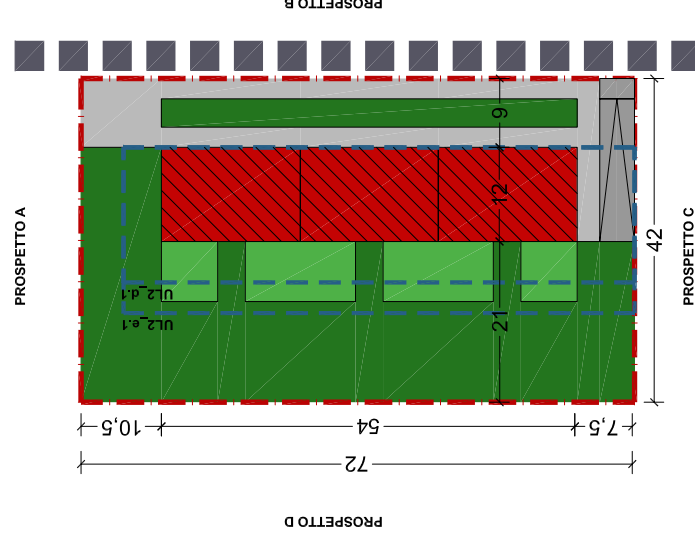 PROSPETTO B
PROSPETTO A
PROSPETTO C
9
12
21
42
UL2_d.1
UL2_e.1
10,5
54
7,5
72
PROSPETTO D